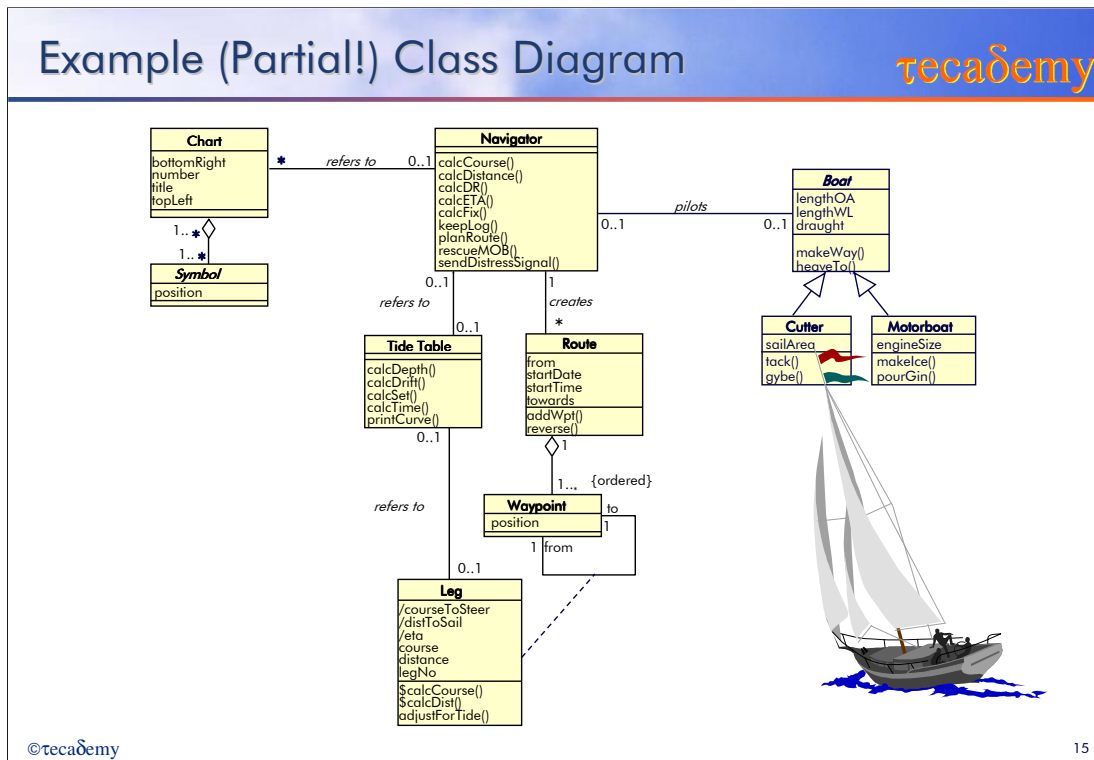 Example (Partial!) Class Diagram
τecaδemy
Chart
bottomRight
number
title
topLeft
* refers to 0..1
1..*
1..*
Symbol
position
Navigator
calcCourse()
calcDistance()
calcDR()
calcETA()
calcFix()
keepLog()
planRoute()
rescueMOB()
sendDistressSignal()
pilots
0..1 0..1
Boat
lengthOA
lengthWL
draught
makeWay()
heaveTo()
0..1
refers to
0..1
1
creates
*
Tide Table
calcDepth()
calcDrift()
calcSet()
calcTime()
printCurve()
0..1
refers to
0..1
Route
from
startDate
startTime
towards
addWpt()
reverse()
1
1..* {ordered}
Waypoint
position
to
1
1 from
Cutter
sailArea
tack()
gybe()
Motorboat
engineSize
makeIce()
pourGin()
Leg
/courseToSteer
/distToSail
/eta
course
distance
legNo
$calcCourse()
$calcDist()
adjustForTide()
©τecaδemy
15